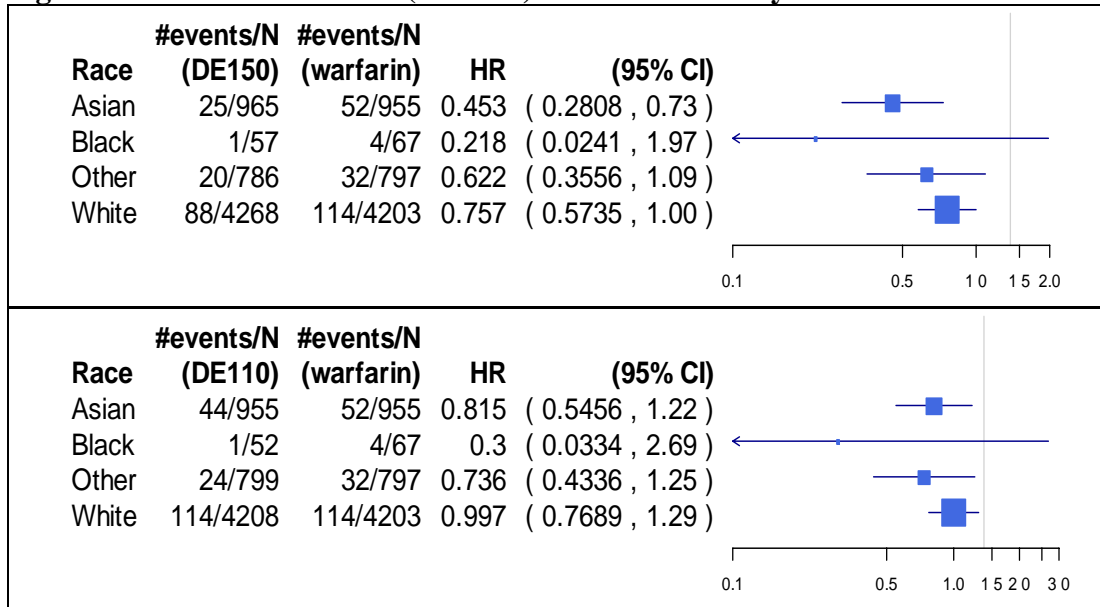 #events/N #events/N
Race (DE150) (warfarin) HR (95% CI)
Asian 25/965 52/955 0.453 ( 0.2808 , 0.73 )
Black 1/57 4/67 0.218 ( 0.0241 , 1.97 )
Other 20/786 32/797 0.622 ( 0.3556 , 1.09 )
White 88/4268 114/4203 0.757 ( 0.5735 , 1.00 )
0.1 0.5 1 0 1 5 2.0
#events/N #events/N
Race (DE110) (warfarin) HR (95% CI)
Asian 44/955 52/955 0.815 ( 0.5456 , 1.22 )
Black 1/52 4/67 0.3 ( 0.0334 , 2.69 )
Other 24/799 32/797 0.736 ( 0.4336 , 1.25 )
White 114/4208 114/4203 0.997 ( 0.7689 , 1.29 )
0.1 0.5 1.0 1 5 2 0 3 0